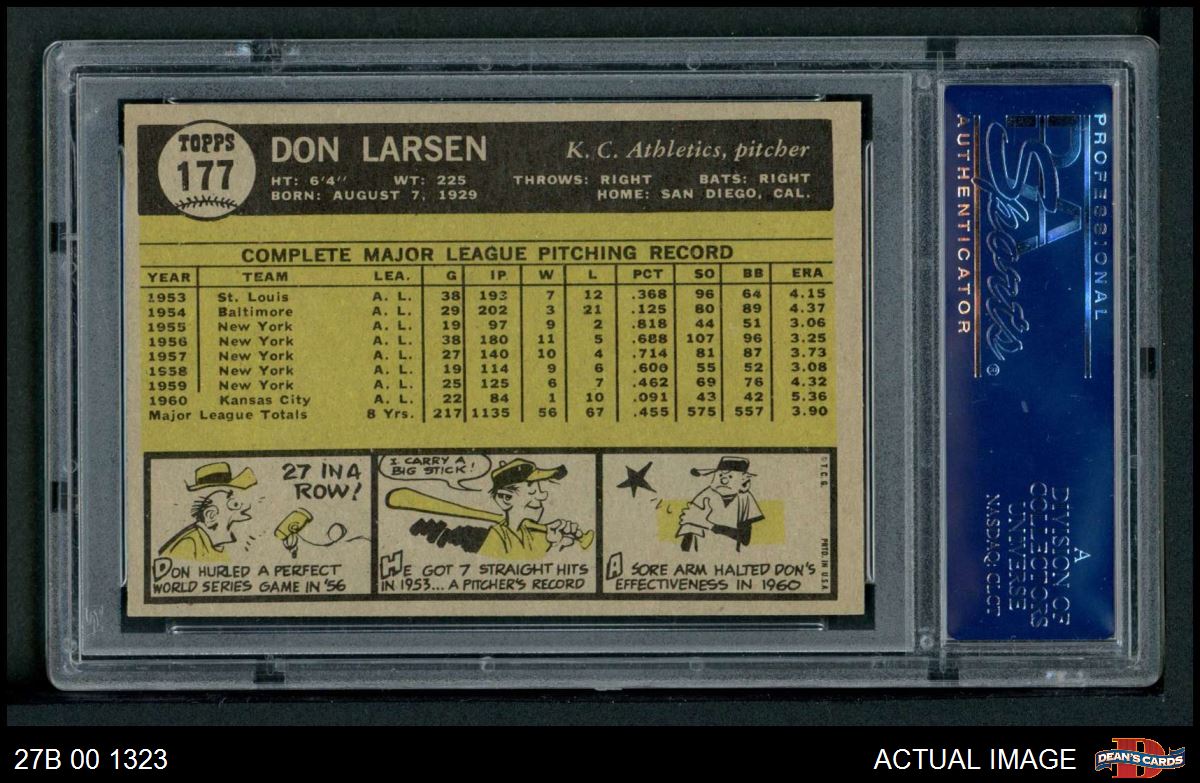 TOPPS
177
DON LARSEN
K. C. Athletics, pitcher
HT: 6'4" WT: 225 THROWS: RIGHT BATS: RIGHT
BORN: AUGUST 7, 1929 HOME: SAN DIEGO, CAL.
COMPLETE MAJOR LEAGUE PITCHING RECORD
YEAR TEAM LEA. G IP W L PCT SO BB ERA
1953 St. Louis A. L. 38 193 7 12 .368 96 64 4.15
1954 Baltimore A. L. 29 202 3 21 .125 80 89 4.37
1955 New York A. L. 19 97 9 2 .818 44 51 3.06
1956 New York A. L. 38 180 11 5 .688 107 96 3.25
1957 New York A. L. 27 140 10 4 .714 81 87 3.73
1958 New York A. L. 19 114 9 6 .600 55 52 3.08
1959 New York A. L. 25 125 6 7 .462 69 76 4.32
1960 Kansas City A. L. 22 84 1 10 .091 43 42 5.36
Major League Totals 8 Yrs. 217 1135 56 67 .455 575 557 3.90
27 IN A
ROW!
DON HURLED A PERFECT
WORLD SERIES GAME IN '56
I CARRY A
BIG STICK!
HE GOT 7 STRAIGHT HITS
IN 1953... A PITCHER'S RECORD
A SORE ARM HALTED DON'S
EFFECTIVENESS IN 1960
© T. C. G.
PRTD. IN U.S.A.
PROFESSIONAL
PSA
Sports
®
AUTHENTICATOR
A
DIVISION OF
COLLECTORS
UNIVERSE
NASDAQ: CLCT
27B 00 1323
ACTUAL IMAGE
D
DEAN'S CARDS